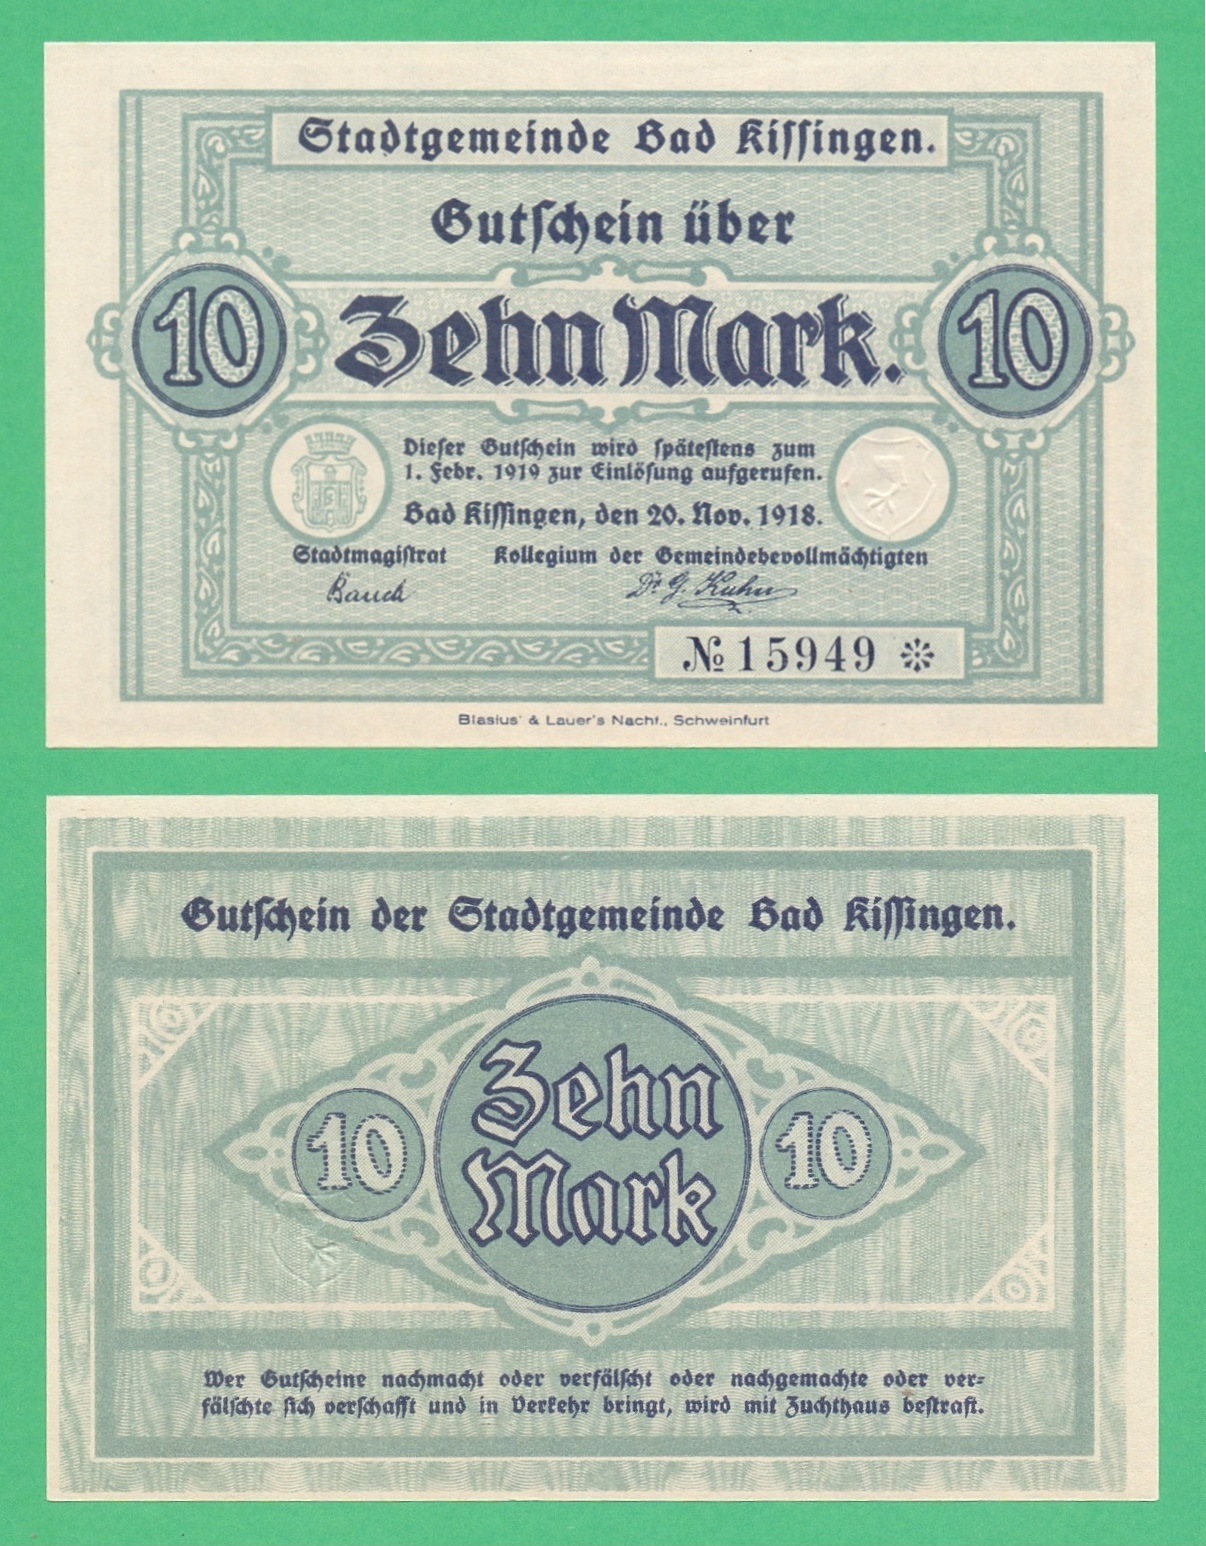 Stadtgemeinde Bad Kiſſingen.
Gutſchein über
10 Zehn Mark. 10
Dieſer Gutſchein wird ſpäteſtens zum
1. Febr. 1919 zur Einlöſung aufgerufen.
Bad Kiſſingen, den 20. Nov. 1918.
Stadtmagiſtrat Kollegium der Gemeindebevollmächtigten
Bauch Dr. G. Kuhn
№ 15949 ❊
Blasius' & Lauer's Nachf., Schweinfurt
Gutſchein der Stadtgemeinde Bad Kiſſingen.
Zehn
10 10
Mark
Wer Gutſcheine nachmacht oder verfälſcht oder nachgemachte oder ver-
fälſchte ſich verſchafft und in Verkehr bringt, wird mit Zuchthaus beſtraft.